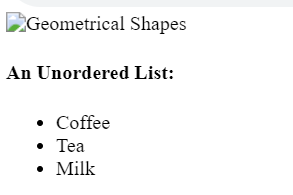 Geometrical Shapes
An Unordered List:
Coffee
Tea
Milk